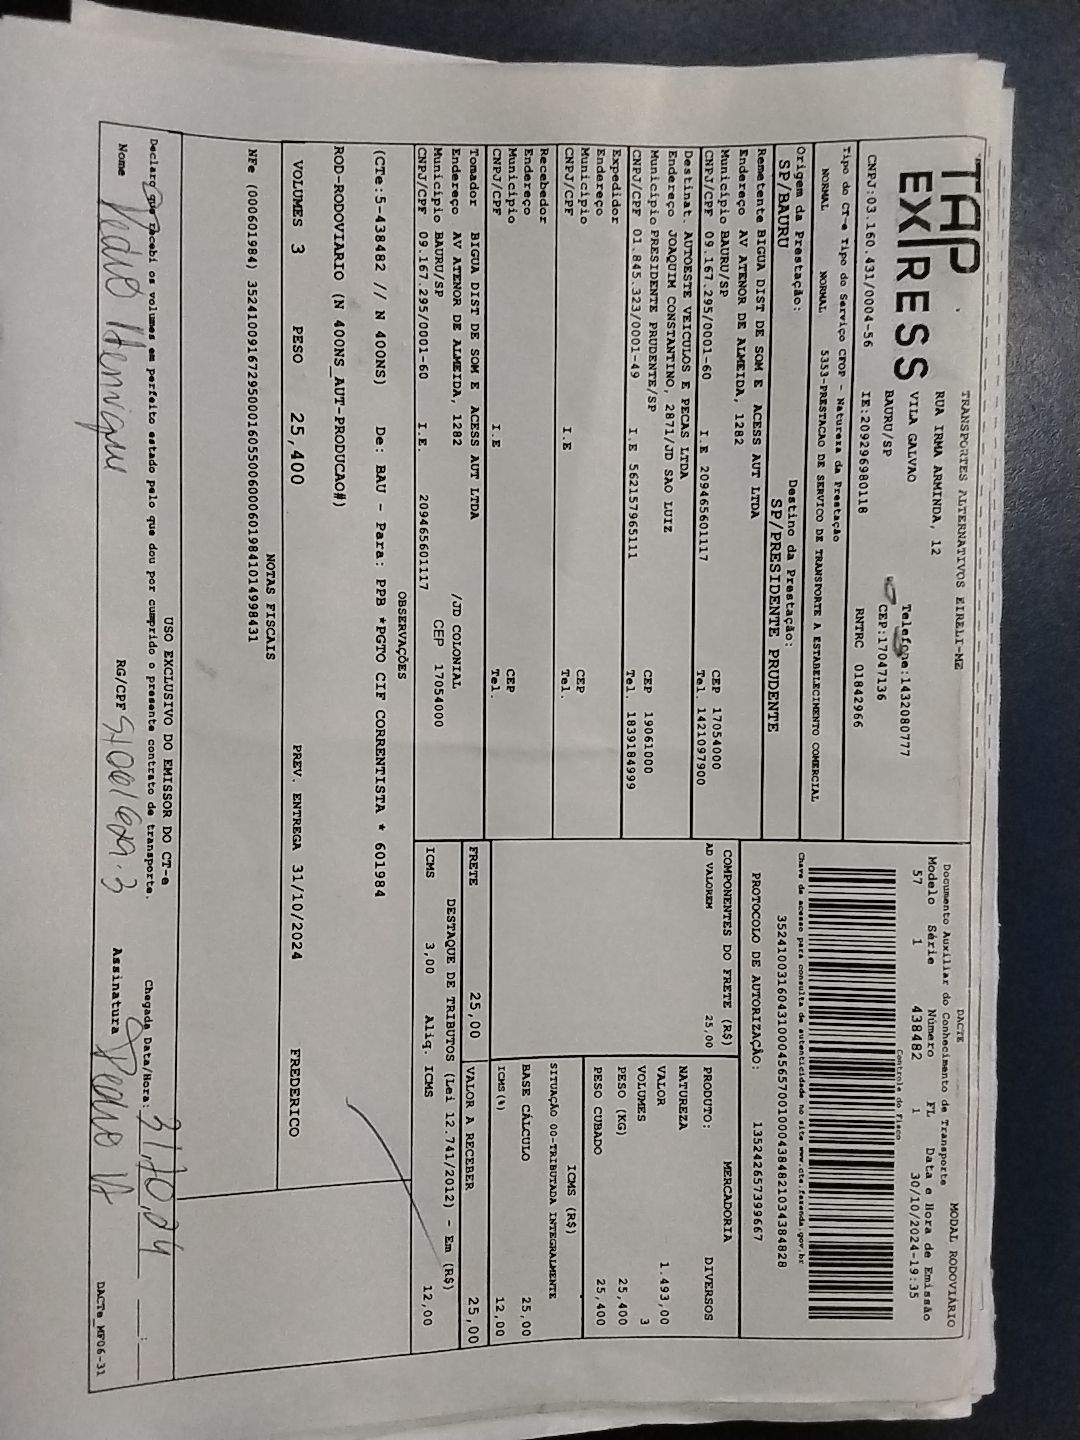 TAP
EXPRESS
TRANSPORTES ALTERNATIVOS EIRELI-ME
RUA IRMA ARMINDA, 12
VILA GALVAO
BAURU/SP
Telefone:1432080777
CEP:17047136
CNPJ:03.160.431/0004-56 IE:209296980118 RNTRC 01842966
DACTE MODAL RODOVIÁRIO
Documento Auxiliar do Conhecimento de Transporte
Modelo Série Número FL Data e Hora de Emissão
57 1 438482 1 30/10/2024-19:35
Controle do Fisco
Chave de acesso para consulta de autenticidade no site www.cte.fazenda.gov.br
35241003160431000456570010004384821034384828
PROTOCOLO DE AUTORIZAÇÃO: 135242657399667
Tipo do CT-e Tipo do Serviço CFOP - Natureza da Prestação
NORMAL NORMAL 5353-PRESTACAO DE SERVICO DE TRANSPORTE A ESTABELECIMENTO COMERCIAL
Origem da Prestação: Destino da Prestação:
SP/BAURU SP/PRESIDENTE PRUDENTE
Remetente BIGUA DIST DE SOM E ACESS AUT LTDA
Endereço AV ATENOR DE ALMEIDA, 1282
Município BAURU/SP CEP 17054000
CNPJ/CPF 09.167.295/0001-60 I.E 209465601117 Tel. 1421097900
Destinat. AUTOESTE VEICULOS E PECAS LTDA
Endereço JOAQUIM CONSTANTINO, 2871/JD SAO LUIZ
Município PRESIDENTE PRUDENTE/SP CEP 19061000
CNPJ/CPF 01.845.323/0001-49 I.E 562157965111 Tel. 1839184999
Expedidor
Endereço
Município CEP
CNPJ/CPF I.E Tel.
Recebedor
Endereço
Município CEP
CNPJ/CPF I.E Tel.
Tomador BIGUA DIST DE SOM E ACESS AUT LTDA
Endereço AV ATENOR DE ALMEIDA, 1282 /JD COLONIAL
Município BAURU/SP CEP 17054000
CNPJ/CPF 09.167.295/0001-60 I.E. 209465601117
COMPONENTES DO FRETE (R$)
AD VALOREM 25,00
PRODUTO: MERCADORIA DIVERSOS
NATUREZA
VALOR 1.493,00
VOLUMES 3
PESO (KG) 25,400
PESO CUBADO 25,400
ICMS (R$)
SITUAÇÃO 00-TRIBUTADA INTEGRALMENTE
BASE CÁLCULO 25,00
ICMS(%) 12,00
FRETE 25,00 VALOR A RECEBER 25,00
DESTAQUE DE TRIBUTOS (Lei 12.741/2012) - Em (R$)
ICMS 3,00 Aliq. ICMS 12,00
OBSERVAÇÕES
(CTe:5-438482 // N 400NS) De: BAU - Para: PPB *PGTO CIF CORRENTISTA * 601984
ROD-RODOVIARIO (N 400NS_AUT-PRODUCAO#)
VOLUMES 3 PESO 25,400 PREV. ENTREGA 31/10/2024 FREDERICO
NOTAS FISCAIS
NFe (000601984) 35241009167295000160550060006019841014998431
USO EXCLUSIVO DO EMISSOR DO CT-e
Declaro que recebi os volumes em perfeito estado pelo que dou por cumprido o presente contrato de transporte. Chegada Data/Hora: 31,10,24 __:__
Nome Pedro Henrique RG/CPF Assinatura Pedro H
DACTe_MF06-31